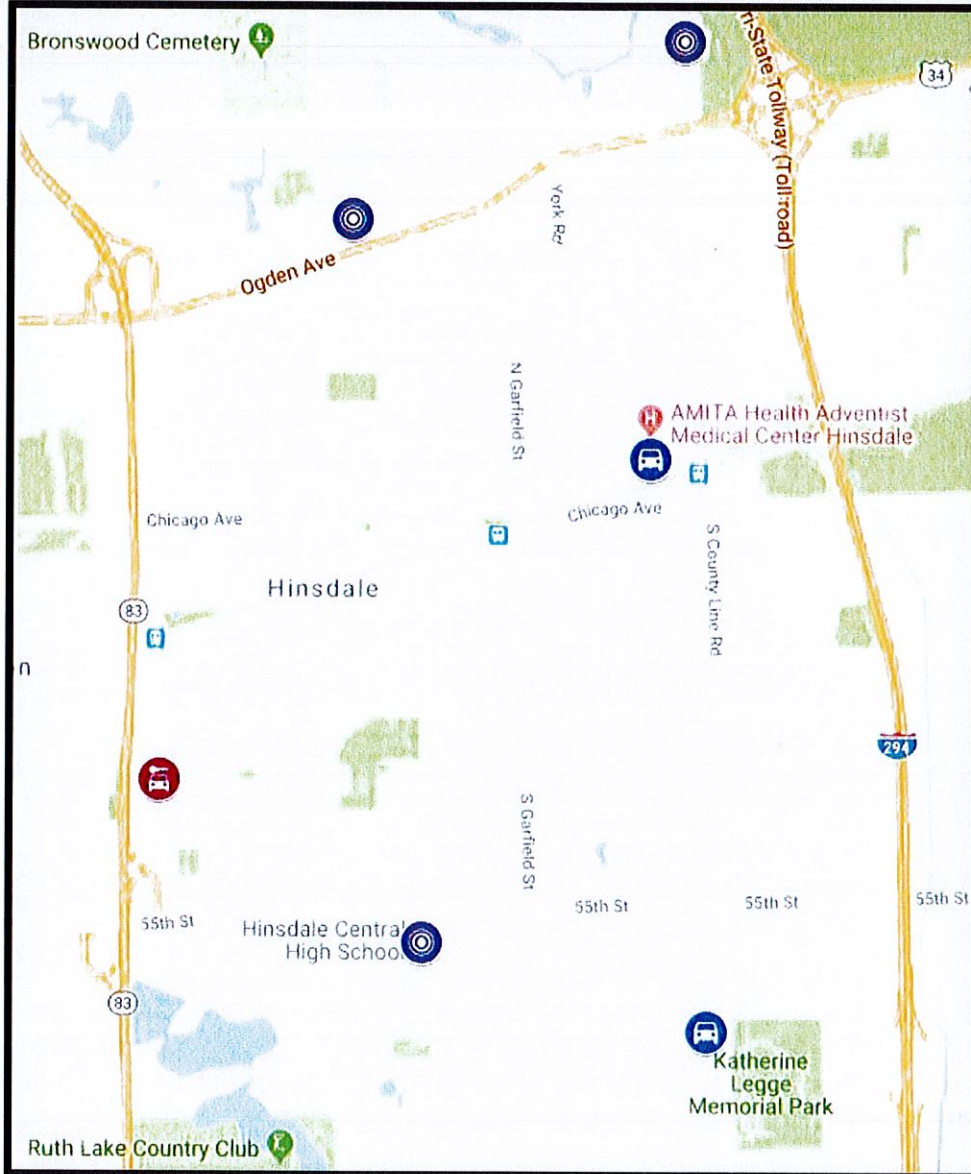 Bronswood Cemetery
34
ri-State Tollway (Toll road)
York Rd
Ogden Ave
N Garfield St
H
AMITA Health Adventist
Medical Center Hinsdale
Chicago Ave
Chicago Ave
S County Line Rd
Hinsdale
83
n
294
S Garfield St
55th St
55th St
55th St
55th St
Hinsdale Central
High School
83
Katherine
Legge
Memorial Park
Ruth Lake Country Club